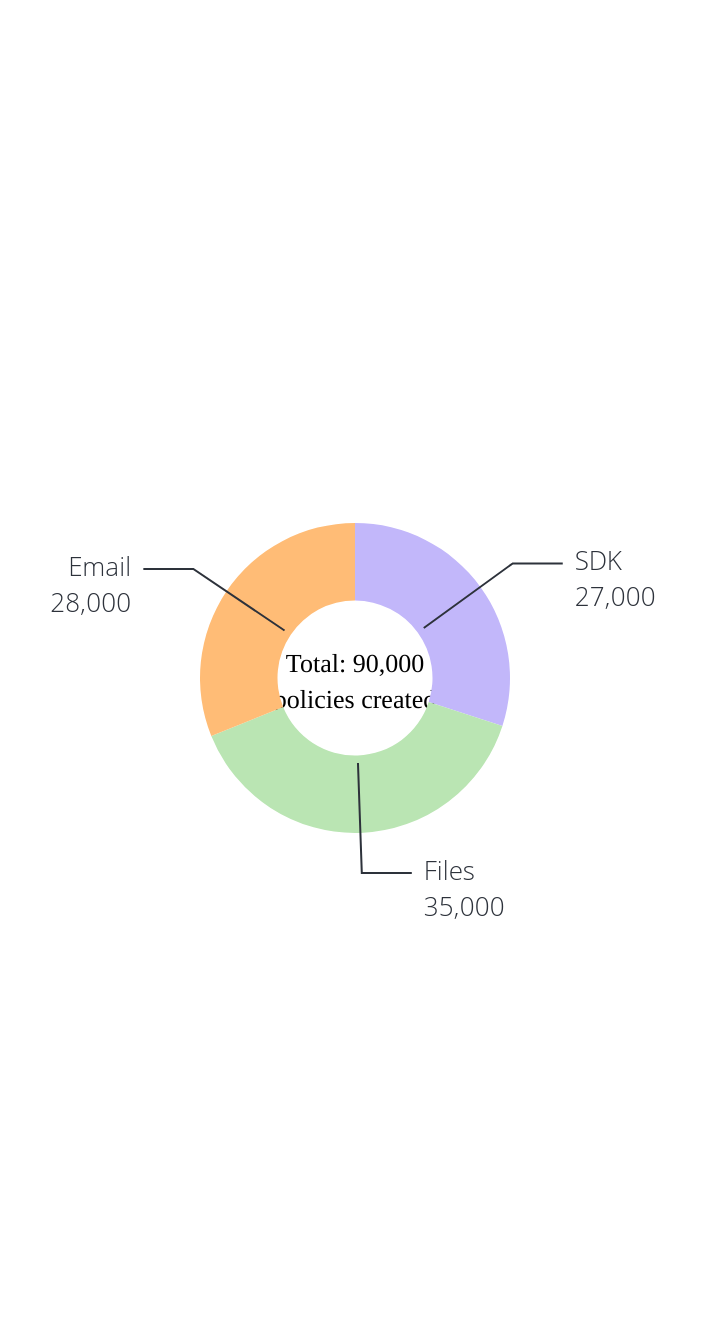 Email
28,000
SDK
27,000
Total: 90,000
policies created
Files
35,000